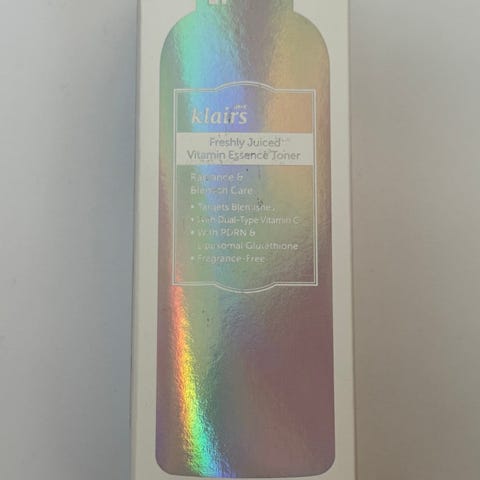 klairs
Freshly Juiced
Vitamin Essence Toner
Radiance &
Blemish Care
• Targets Blemishes
• With Dual-Type Vitamin C
• With PDRN &
Liposomal Glutathione
• Fragrance-Free